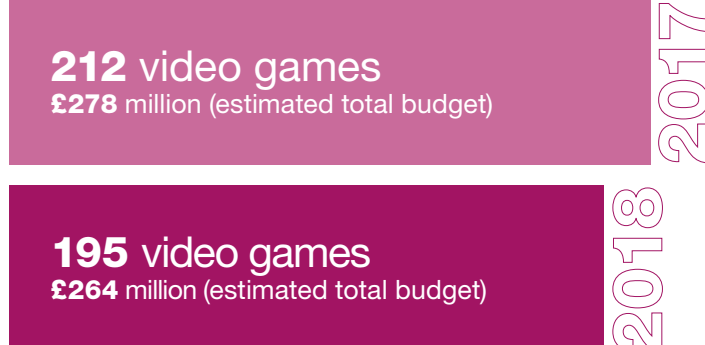 212 video games
£278 million (estimated total budget)
2017
195 video games
£264 million (estimated total budget)
2018